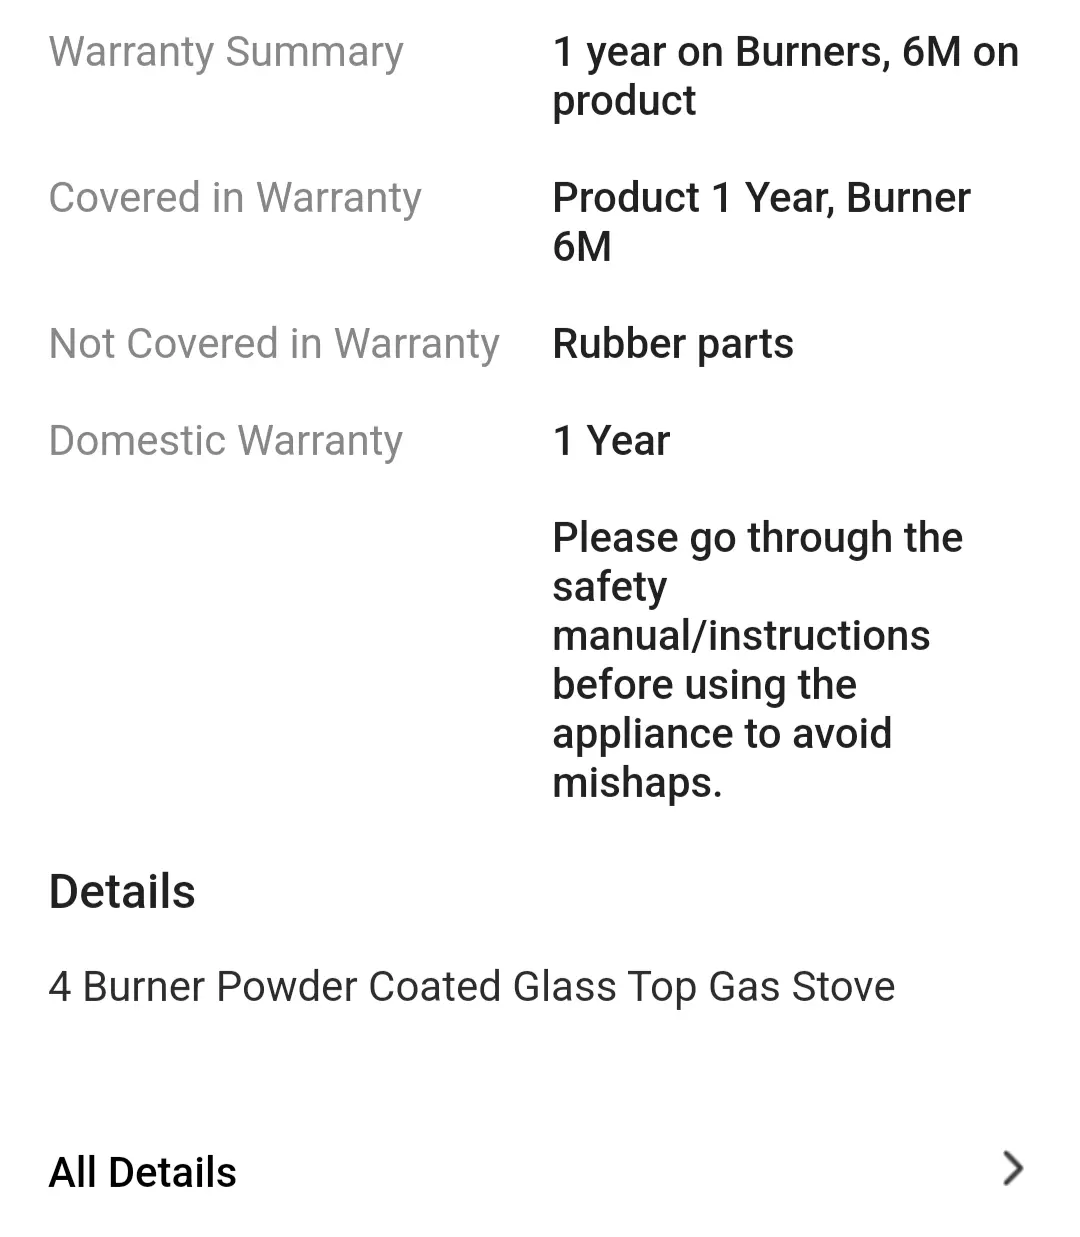 Warranty Summary 1 year on Burners, 6M on
product
Covered in Warranty Product 1 Year, Burner
6M
Not Covered in Warranty Rubber parts
Domestic Warranty 1 Year
Please go through the
safety
manual/instructions
before using the
appliance to avoid
mishaps.
Details
4 Burner Powder Coated Glass Top Gas Stove
All Details